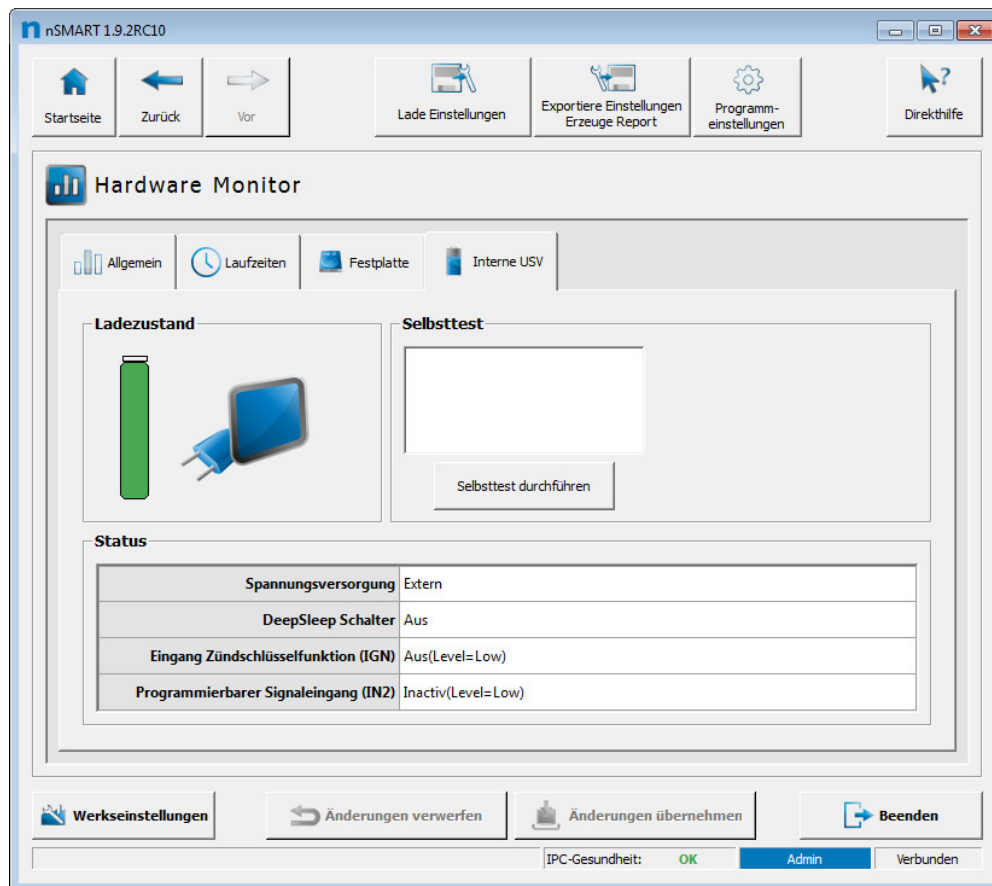 nSMART 1.9.2RC10
Startseite
Zurück
Vor
Lade Einstellungen
Exportiere Einstellungen
Erzeuge Report
Programm-
einstellungen
Direkthilfe
Hardware Monitor
Allgemein
Laufzeiten
Festplatte
Interne USV
Ladezustand
Selbsttest
Selbsttest durchführen
Status
Spannungsversorgung Extern
DeepSleep Schalter Aus
Eingang Zündschlüsselfunktion (IGN) Aus(Level=Low)
Programmierbarer Signaleingang (IN2) Inactiv(Level=Low)
Werkseinstellungen
Änderungen verwerfen
Änderungen übernehmen
Beenden
IPC-Gesundheit: OK
Admin
Verbunden